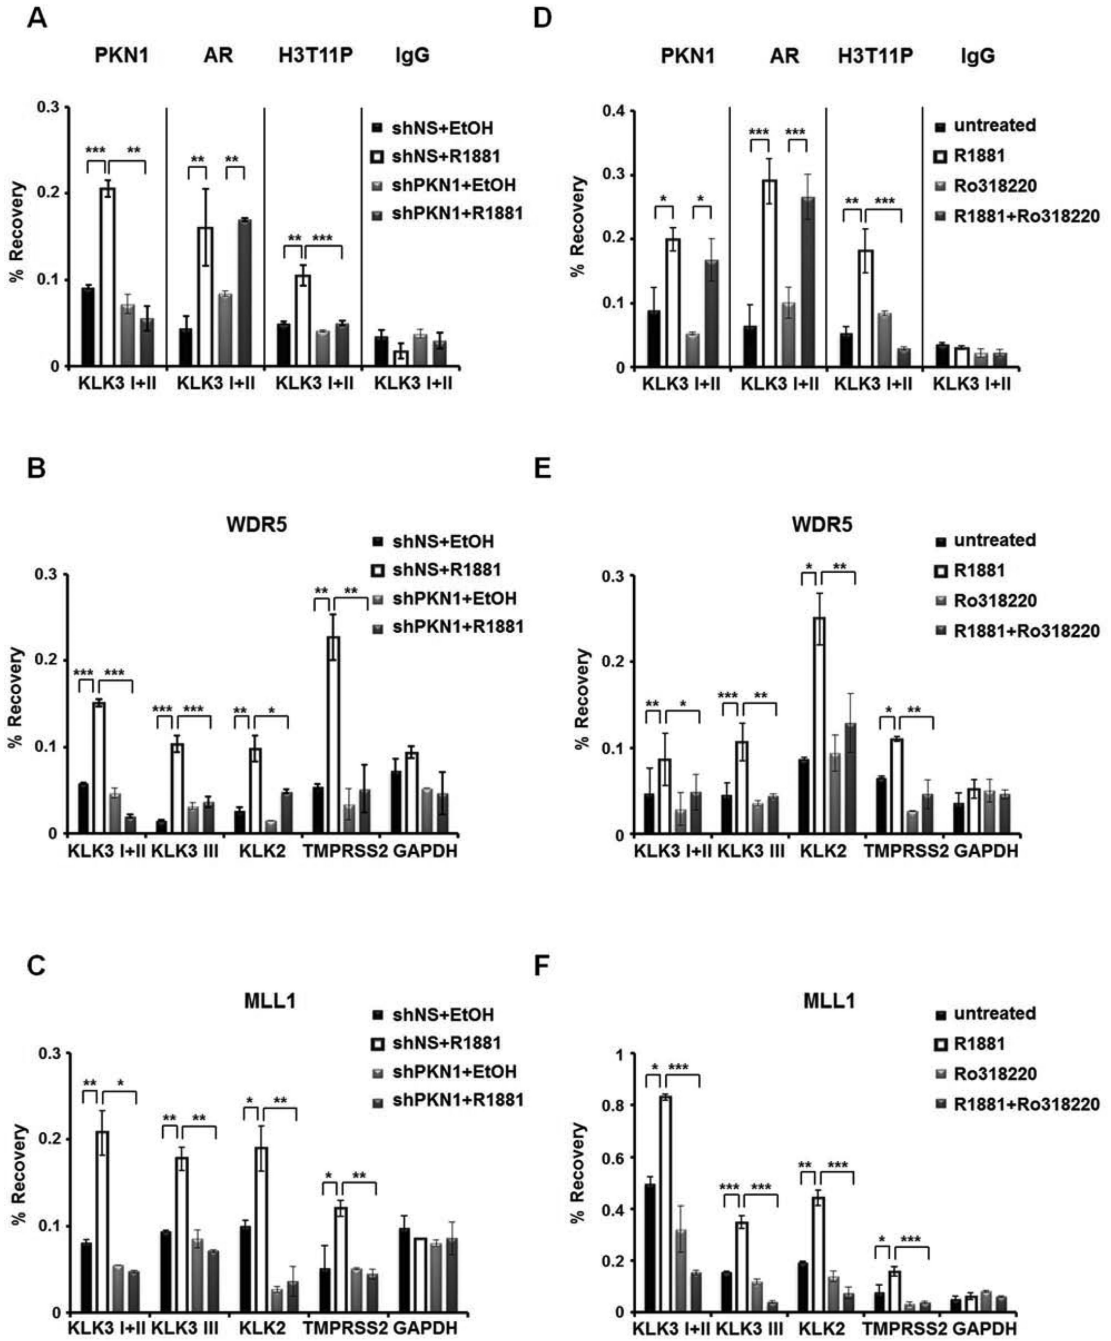 A
PKN1 AR H3T11P IgG
shNS+EtOH
shNS+R1881
shPKN1+EtOH
shPKN1+R1881
% Recovery
0.3
0.2
0.1
0
*** **
** **
** ***
KLK3 I+II KLK3 I+II KLK3 I+II KLK3 I+II
D
PKN1 AR H3T11P IgG
untreated
R1881
Ro318220
R1881+Ro318220
% Recovery
0.4
0.3
0.2
0.1
0
* *
*** ***
** ***
KLK3 I+II KLK3 I+II KLK3 I+II KLK3 I+II
B
WDR5
shNS+EtOH
shNS+R1881
shPKN1+EtOH
shPKN1+R1881
% Recovery
0.3
0.2
0.1
0
*** ***
*** ***
** *
** **
KLK3 I+II KLK3 III KLK2 TMPRSS2 GAPDH
E
WDR5
untreated
R1881
Ro318220
R1881+Ro318220
% Recovery
0.3
0.2
0.1
0
** *
*** **
* **
* **
KLK3 I+II KLK3 III KLK2 TMPRSS2 GAPDH
C
MLL1
shNS+EtOH
shNS+R1881
shPKN1+EtOH
shPKN1+R1881
% Recovery
0.3
0.2
0.1
0
** *
** **
* **
* **
KLK3 I+II KLK3 III KLK2 TMPRSS2 GAPDH
F
MLL1
untreated
R1881
Ro318220
R1881+Ro318220
% Recovery
1
0.8
0.6
0.4
0.2
0
* ***
*** ***
** ***
* ***
KLK3 I+II KLK3 III KLK2 TMPRSS2 GAPDH